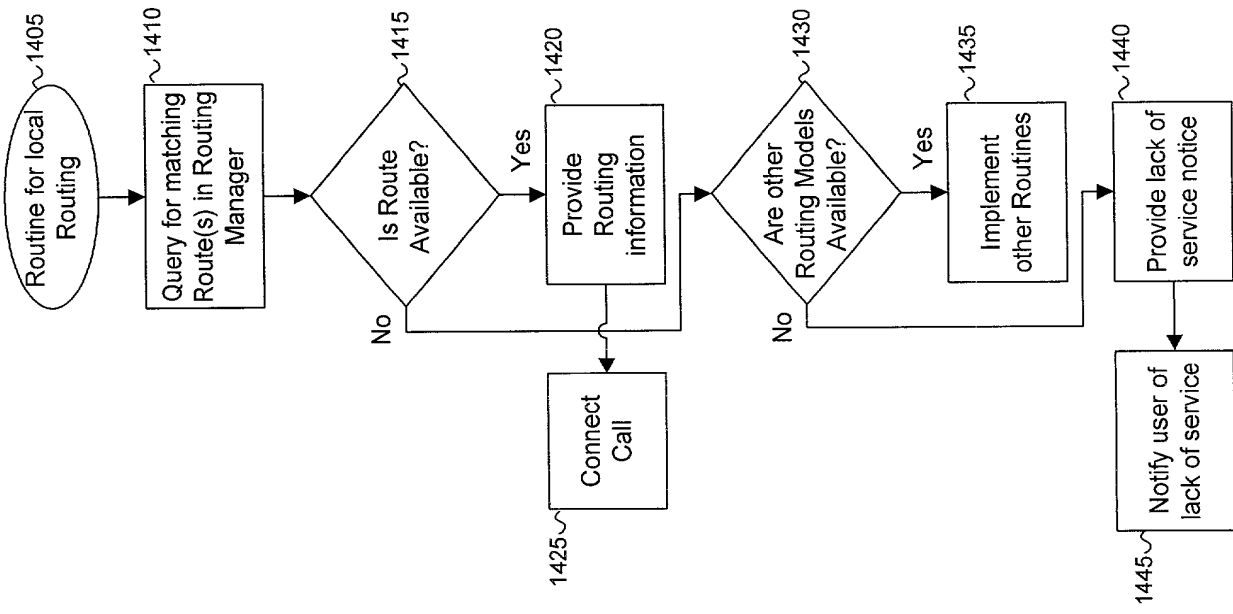 Routine for local
Routing
1405
Query for matching
Route(s) in Routing
Manager
1410
Is Route
Available?
1415
Yes
No
Provide
Routing
information
1420
Connect
Call
1425
Are other
Routing Models
Available?
1430
Yes
No
Implement
other Routines
1435
Provide lack of
service notice
1440
Notify user of
lack of service
1445